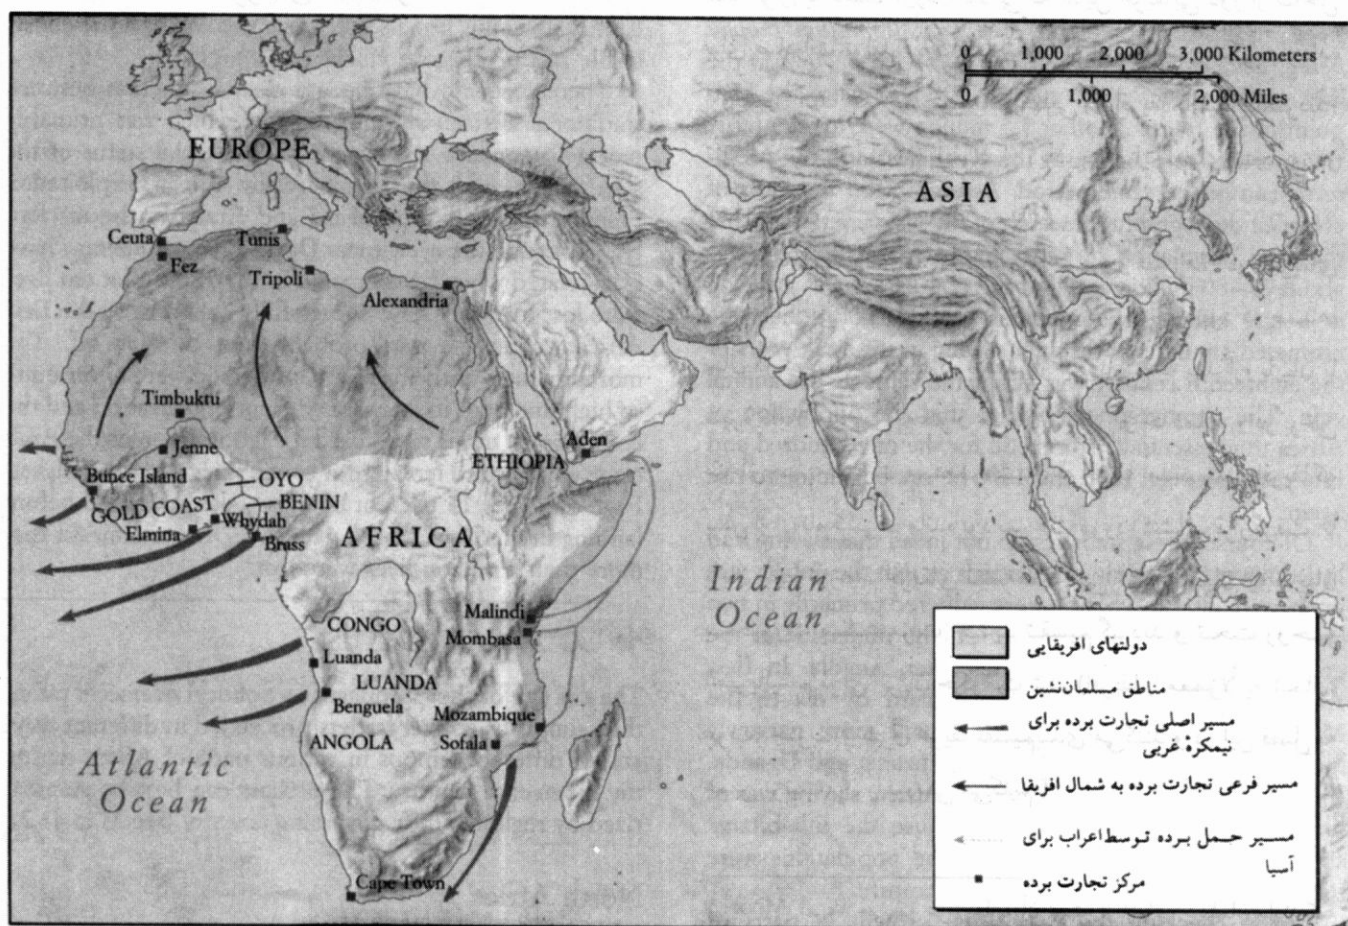 0 1,000 2,000 3,000 Kilometers
0 1,000 2,000 Miles
EUROPE
ASIA
Ceuta
Tunis
Fez
Tripoli
Alexandria
Timbuktu
Jenne
Aden
ETHIOPIA
Bunce Island
OYO
GOLD COAST
BENIN
Whydah
Elmina
Brass
AFRICA
Indian
Ocean
Malindi
CONGO
Mombasa
Luanda
LUANDA
Benguela
Mozambique
ANGOLA
Sofala
Atlantic
Ocean
Cape Town
دولتهای افریقایی
مناطق مسلمان‌نشین
مسیر اصلی تجارت برده برای
نیمکرهٔ غربی
مسیر فرعی تجارت برده به شمال افریقا
مسیر حمل برده توسط اعراب برای
آسیا
مرکز تجارت برده